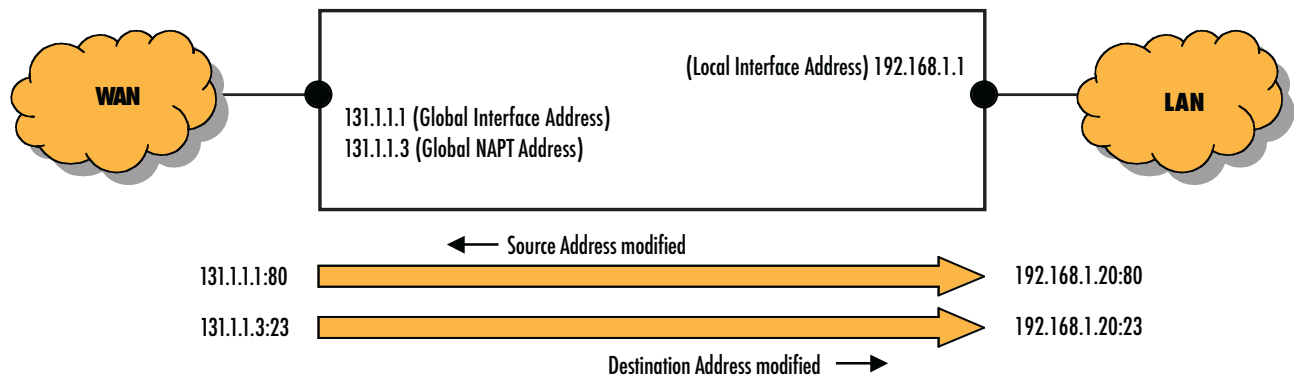 WAN
(Local Interface Address) 192.168.1.1
LAN
131.1.1.1 (Global Interface Address)
131.1.1.3 (Global NAPT Address)
Source Address modified
131.1.1.1:80
192.168.1.20:80
131.1.1.3:23
192.168.1.20:23
Destination Address modified